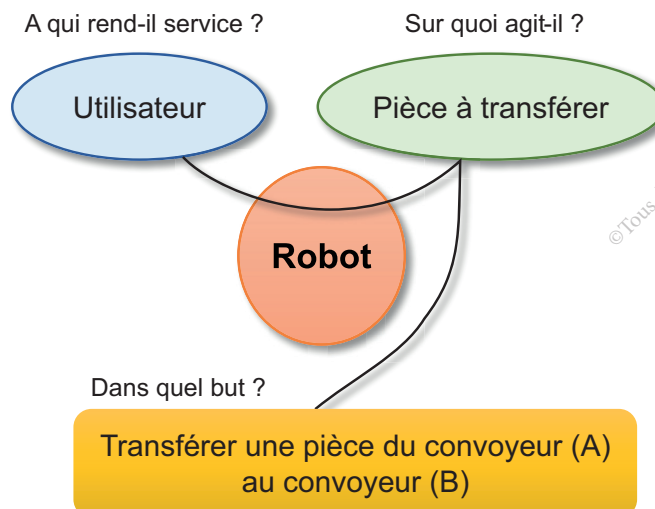 A qui rend-il service ?
Sur quoi agit-il ?
Utilisateur
Pièce à transférer
©Tous
Robot
Dans quel but ?
Transférer une pièce du convoyeur (A)
au convoyeur (B)